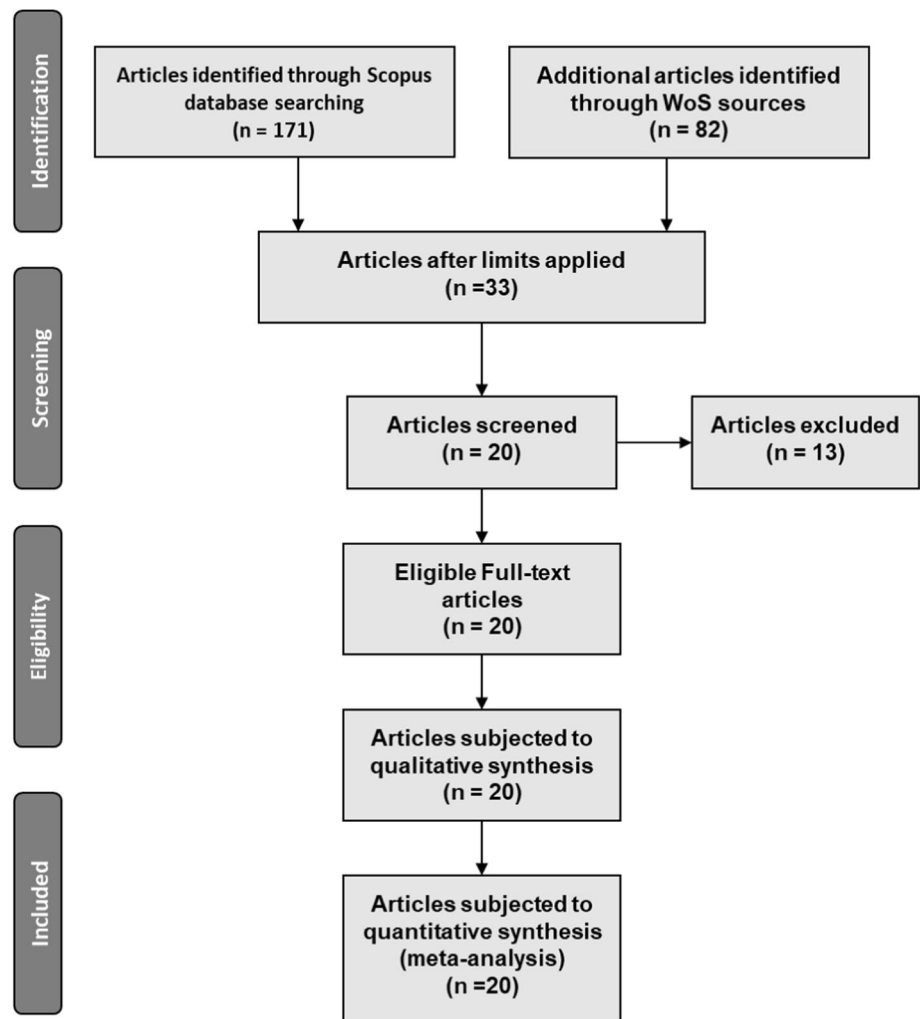 Identification
Articles identified through Scopus
database searching
(n = 171)
Additional articles identified
through WoS sources
(n = 82)
Articles after limits applied
(n =33)
Screening
Articles screened
(n = 20)
Articles excluded
(n = 13)
Eligibility
Eligible Full-text
articles
(n = 20)
Articles subjected to
qualitative synthesis
(n = 20)
Included
Articles subjected to
quantitative synthesis
(meta-analysis)
(n =20)